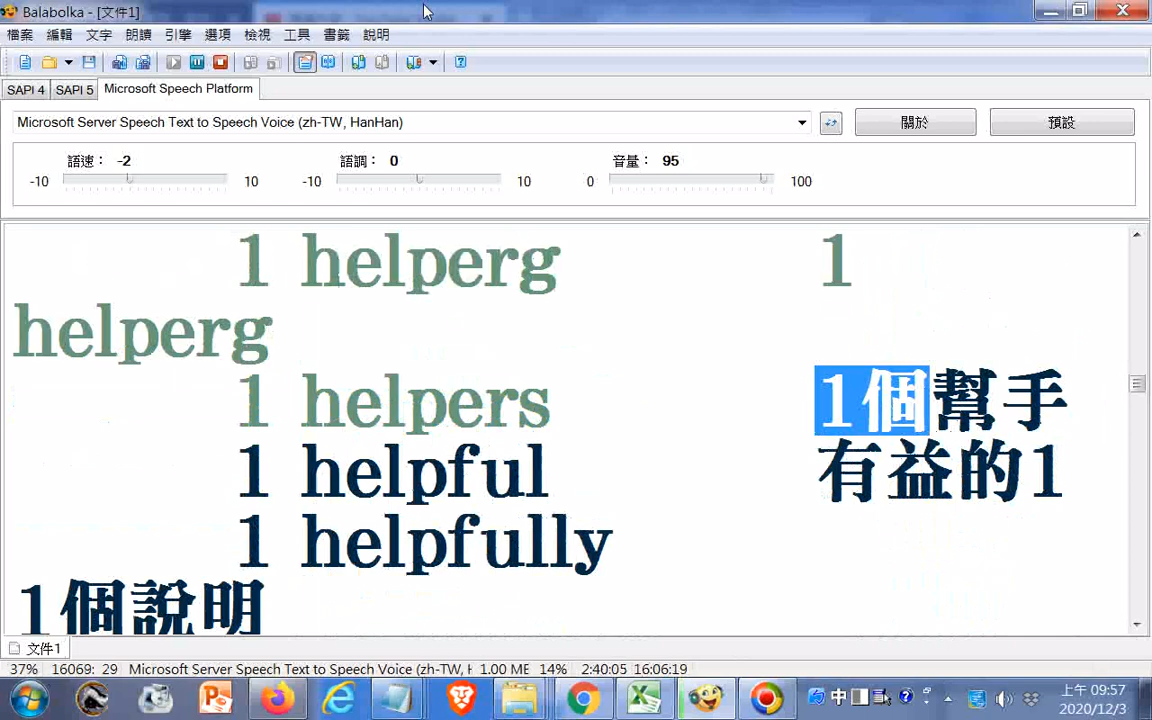 Balabolka - [文件1]
檔案 編輯 文字 朗讀 引擎 選項 檢視 工具 書籤 說明
SAPI 4 SAPI 5 Microsoft Speech Platform
Microsoft Server Speech Text to Speech Voice (zh-TW, HanHan) 關於 預設
語速： -2 語調： 0 音量： 95
-10 10 -10 10 0 100
1 helperg 1
helperg
1 helpers 1個幫手
1 helpful 有益的1
1 helpfully
1個說明
文件1
37% 16069: 29 Microsoft Server Speech Text to Speech Voice (zh-TW, H 1.00 ME 14% 2:40:05 16:06:19
中 上午 09:57
2020/12/3